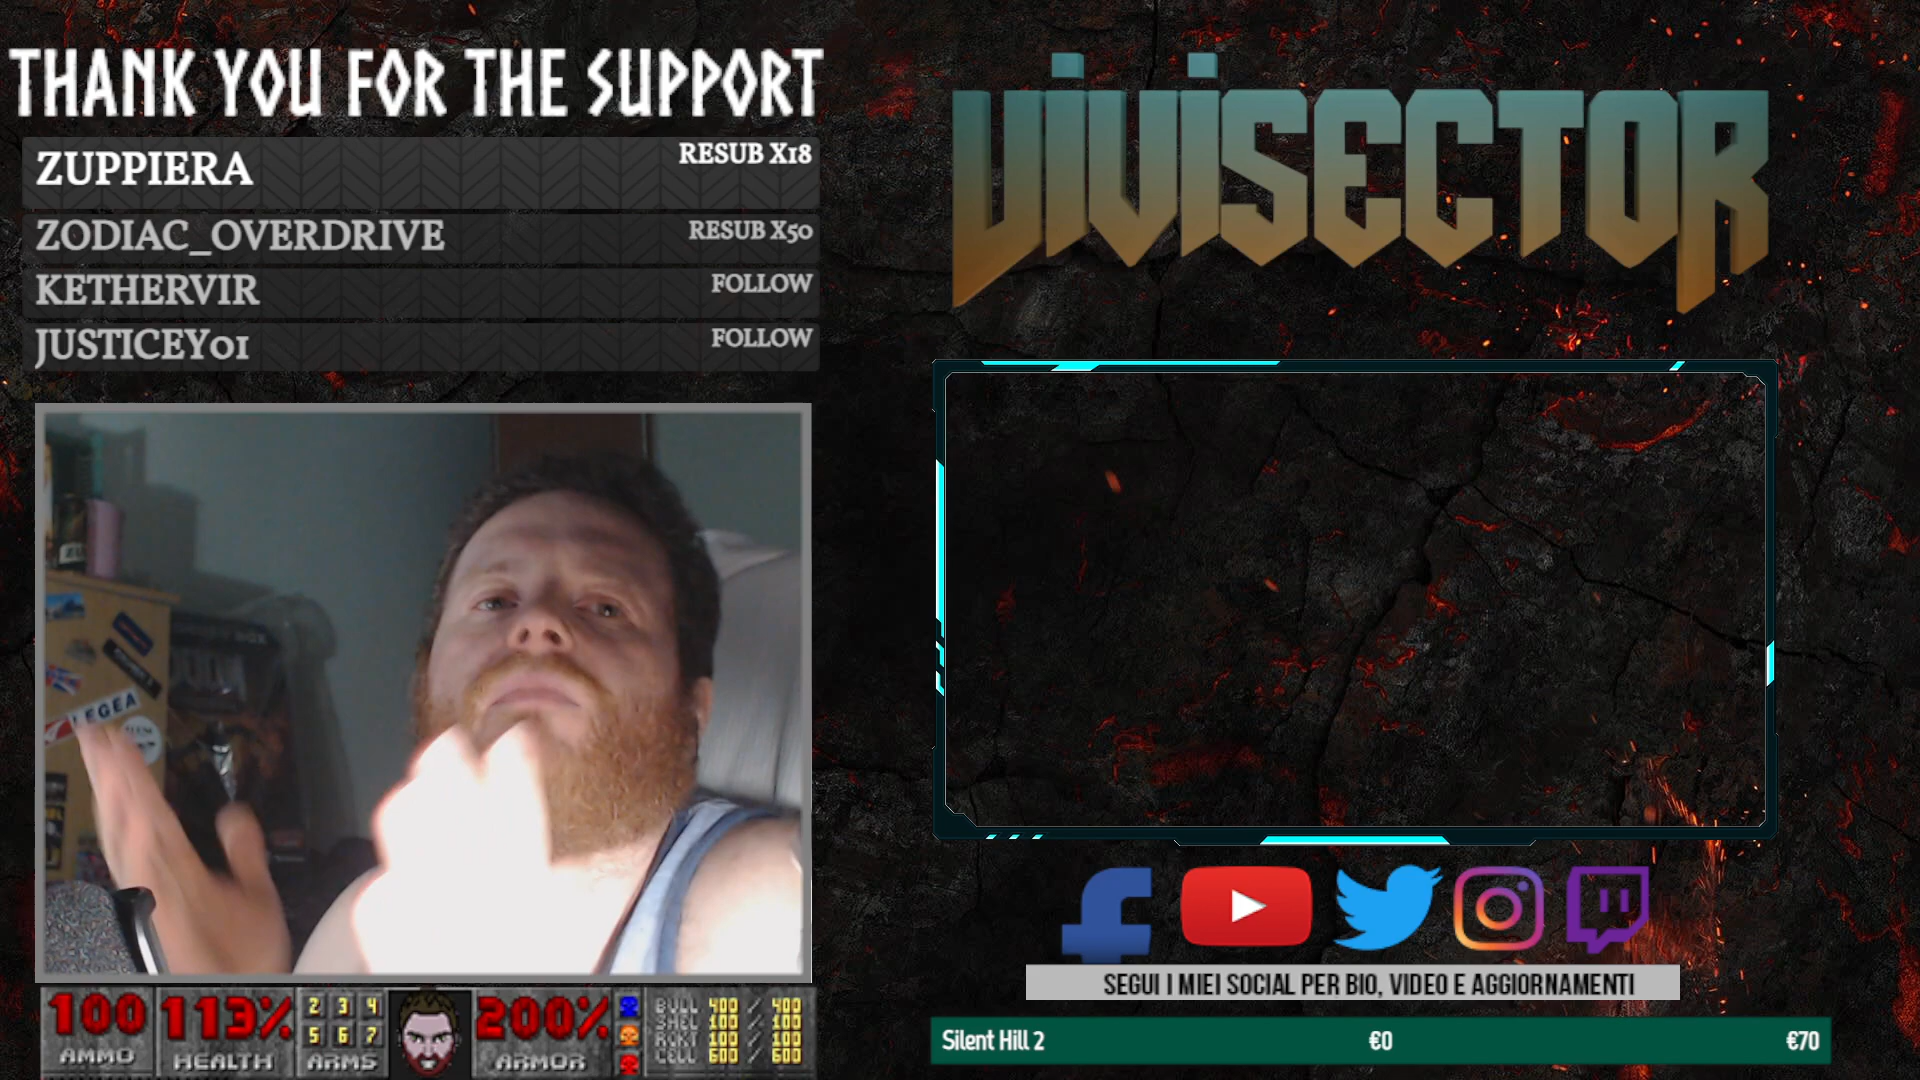 THANK YOU FOR THE SUPPORT
ZUPPIERA RESUB X18
ZODIAC_OVERDRIVE RESUB X50
KETHERVIR FOLLOW
JUSTICEY01 FOLLOW
VIVISECTOR
LEGEA
SEGUI I MIEI SOCIAL PER BIO, VIDEO E AGGIORNAMENTI
Silent Hill 2 €0 €70
100 AMMO
113% HEALTH
2 3 4
5 6 7
ARMS
200% ARMOR
BULL 400 / 400
SHEL 100 / 100
RCKT 100 / 100
CELL 600 / 600